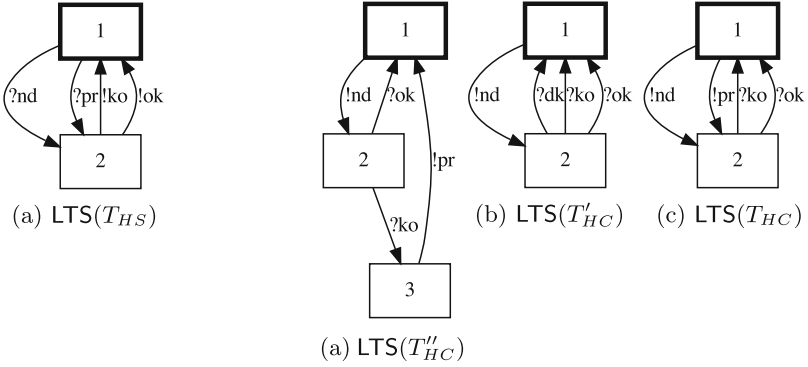 1
?nd
?pr
!ko
!ok
2
(a) LTS(T_HS)
1
!nd
?ok
2
!pr
?ko
3
(a) LTS(T''_HC)
1
!nd
?dk
?ko
?ok
2
(b) LTS(T'_HC)
1
!nd
!pr
?ko
?ok
2
(c) LTS(T_HC)